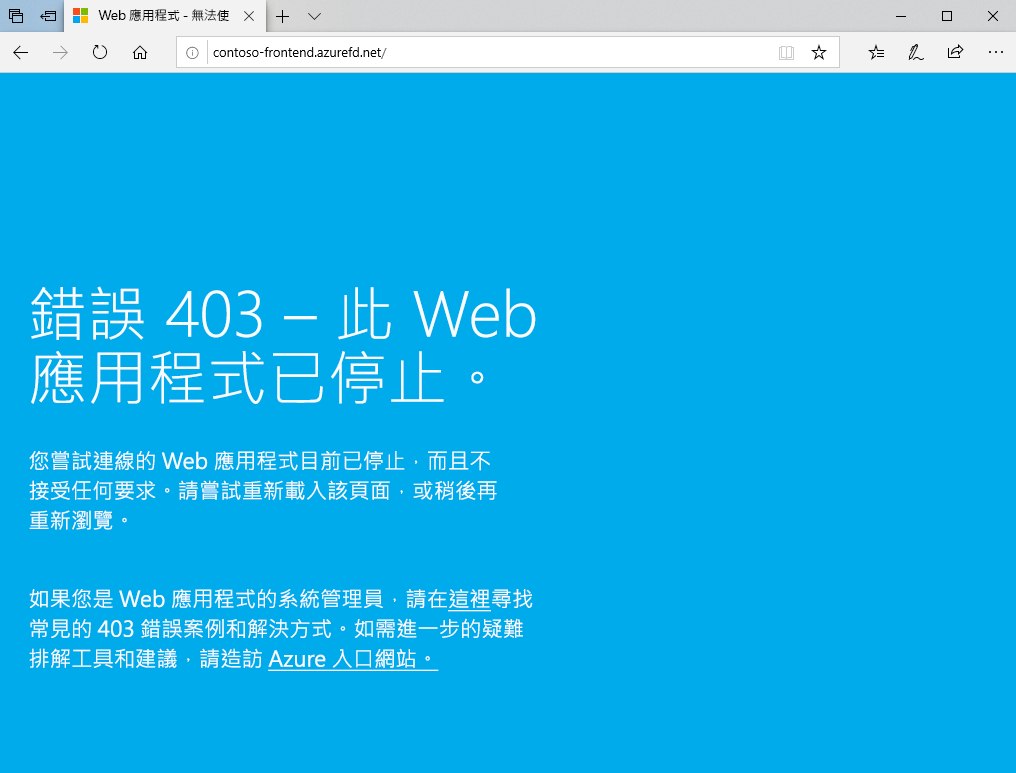 Web 應用程式 - 無法使
contoso-frontend.azurefd.net/
錯誤 403 – 此 Web
應用程式已停止。
您嘗試連線的 Web 應用程式目前已停止，而且不
接受任何要求。請嘗試重新載入該頁面，或稍後再
重新瀏覽。
如果您是 Web 應用程式的系統管理員，請在這裡尋找
常見的 403 錯誤案例和解決方式。如需進一步的疑難
排解工具和建議，請造訪 Azure 入口網站。